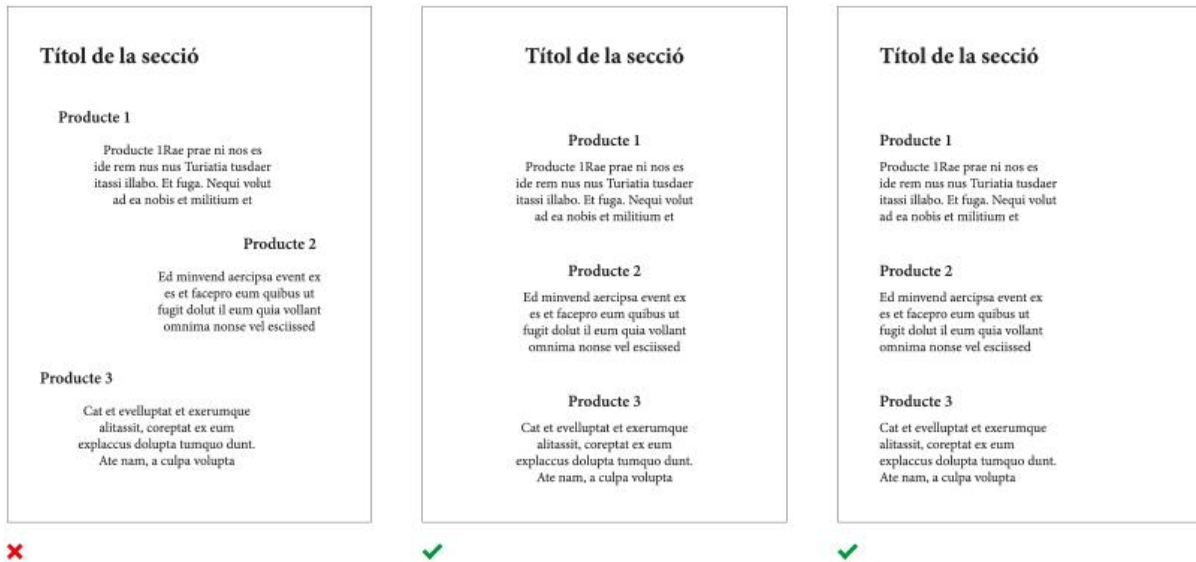 Títol de la secció
Producte 1
Producte 1Rae prae ni nos es
ide rem nus nus Turiatia tusdaer
itassi illabo. Et fuga. Nequi volut
ad ea nobis et militium et
Producte 2
Ed minvend aercipsa event ex
es et facepro eum quibus ut
fugit dolut il eum quia vollant
omnima nonse vel esciissed
Producte 3
Cat et evelluptat et exerumque
alitassit, coreptat ex eum
explaccus dolupta tumquo dunt.
Ate nam, a culpa volupta
Títol de la secció
Producte 1
Producte 1Rae prae ni nos es
ide rem nus nus Turiatia tusdaer
itassi illabo. Et fuga. Nequi volut
ad ea nobis et militium et
Producte 2
Ed minvend aercipsa event ex
es et facepro eum quibus ut
fugit dolut il eum quia vollant
omnima nonse vel esciissed
Producte 3
Cat et evelluptat et exerumque
alitassit, coreptat ex eum
explaccus dolupta tumquo dunt.
Ate nam, a culpa volupta
Títol de la secció
Producte 1
Producte 1Rae prae ni nos es
ide rem nus nus Turiatia tusdaer
itassi illabo. Et fuga. Nequi volut
ad ea nobis et militium et
Producte 2
Ed minvend aercipsa event ex
es et facepro eum quibus ut
fugit dolut il eum quia vollant
omnima nonse vel esciissed
Producte 3
Cat et evelluptat et exerumque
alitassit, coreptat ex eum
explaccus dolupta tumquo dunt.
Ate nam, a culpa volupta